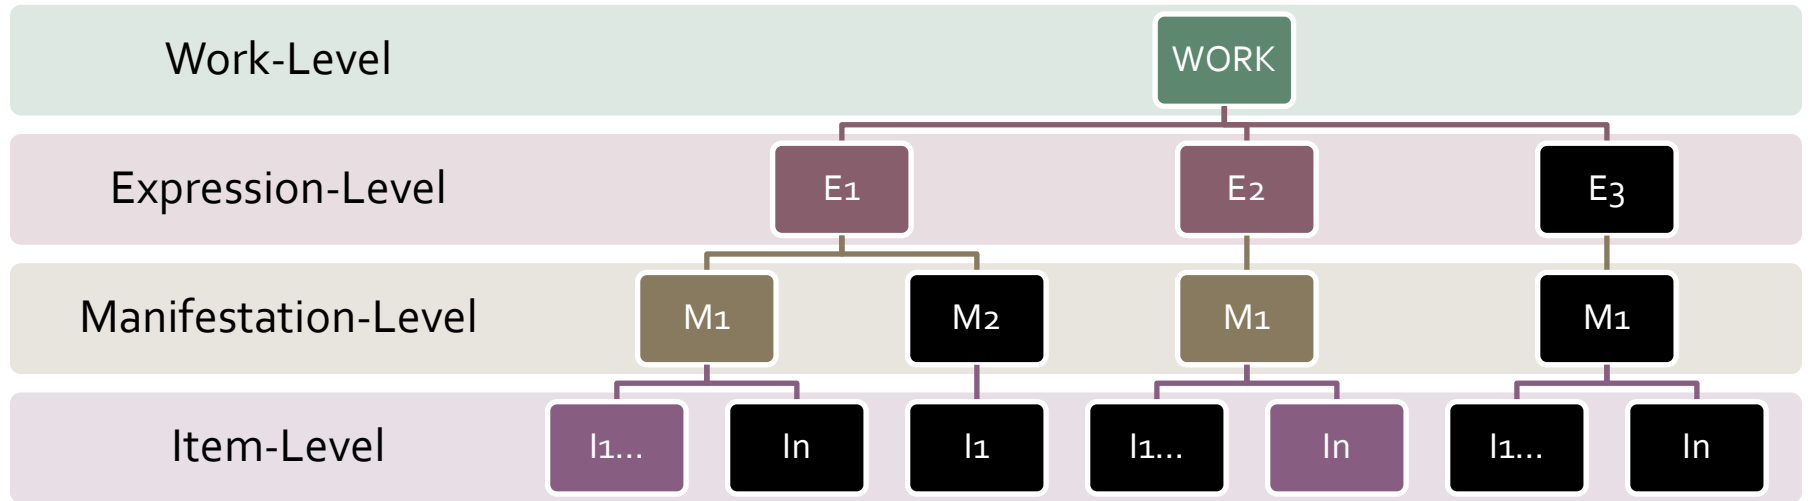 Work-Level
WORK
Expression-Level
E1
E2
E3
Manifestation-Level
M1
M2
M1
M1
Item-Level
I1...
In
I1
I1...
In
I1...
In